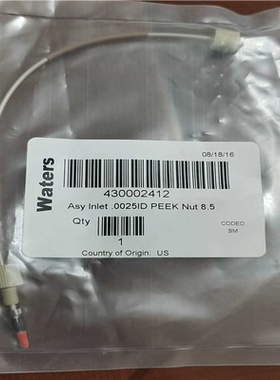 Waters
08/18/16
430002412
Asy Inlet .0025ID PEEK Nut 8.5
Qty
CODED
SM
1
Country of Origin: US